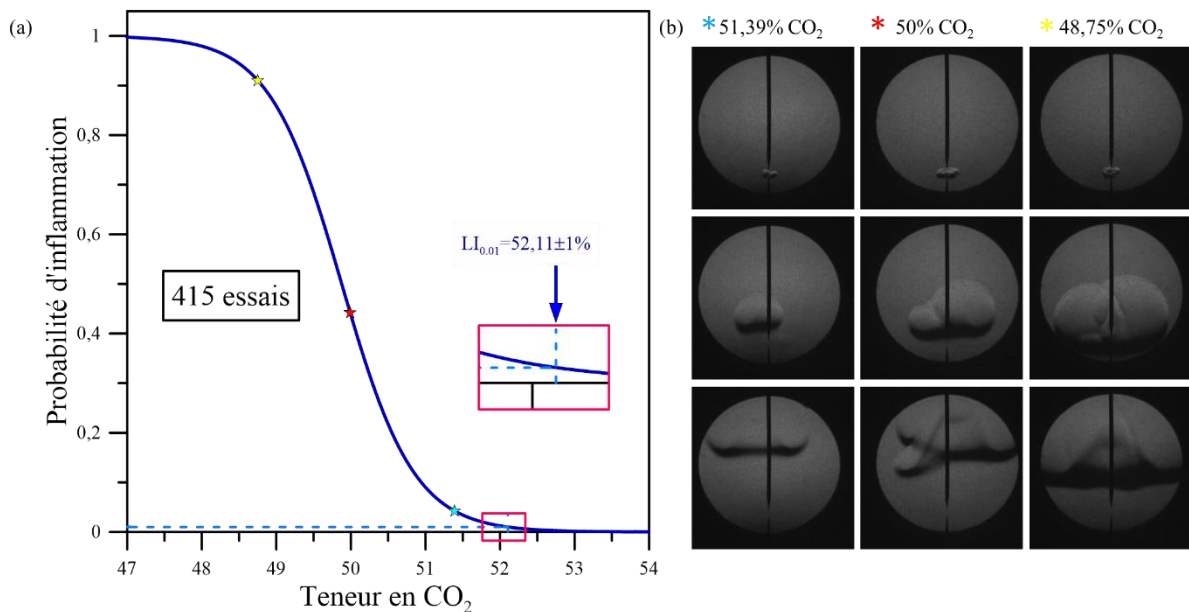 (a)
Probabilité d'inflammation
1
0,8
0,6
0,4
0,2
0
415 essais
LI0.01=52,11±1%
47 48 49 50 51 52 53 54
Teneur en CO2
(b)
* 51,39% CO2
* 50% CO2
* 48,75% CO2